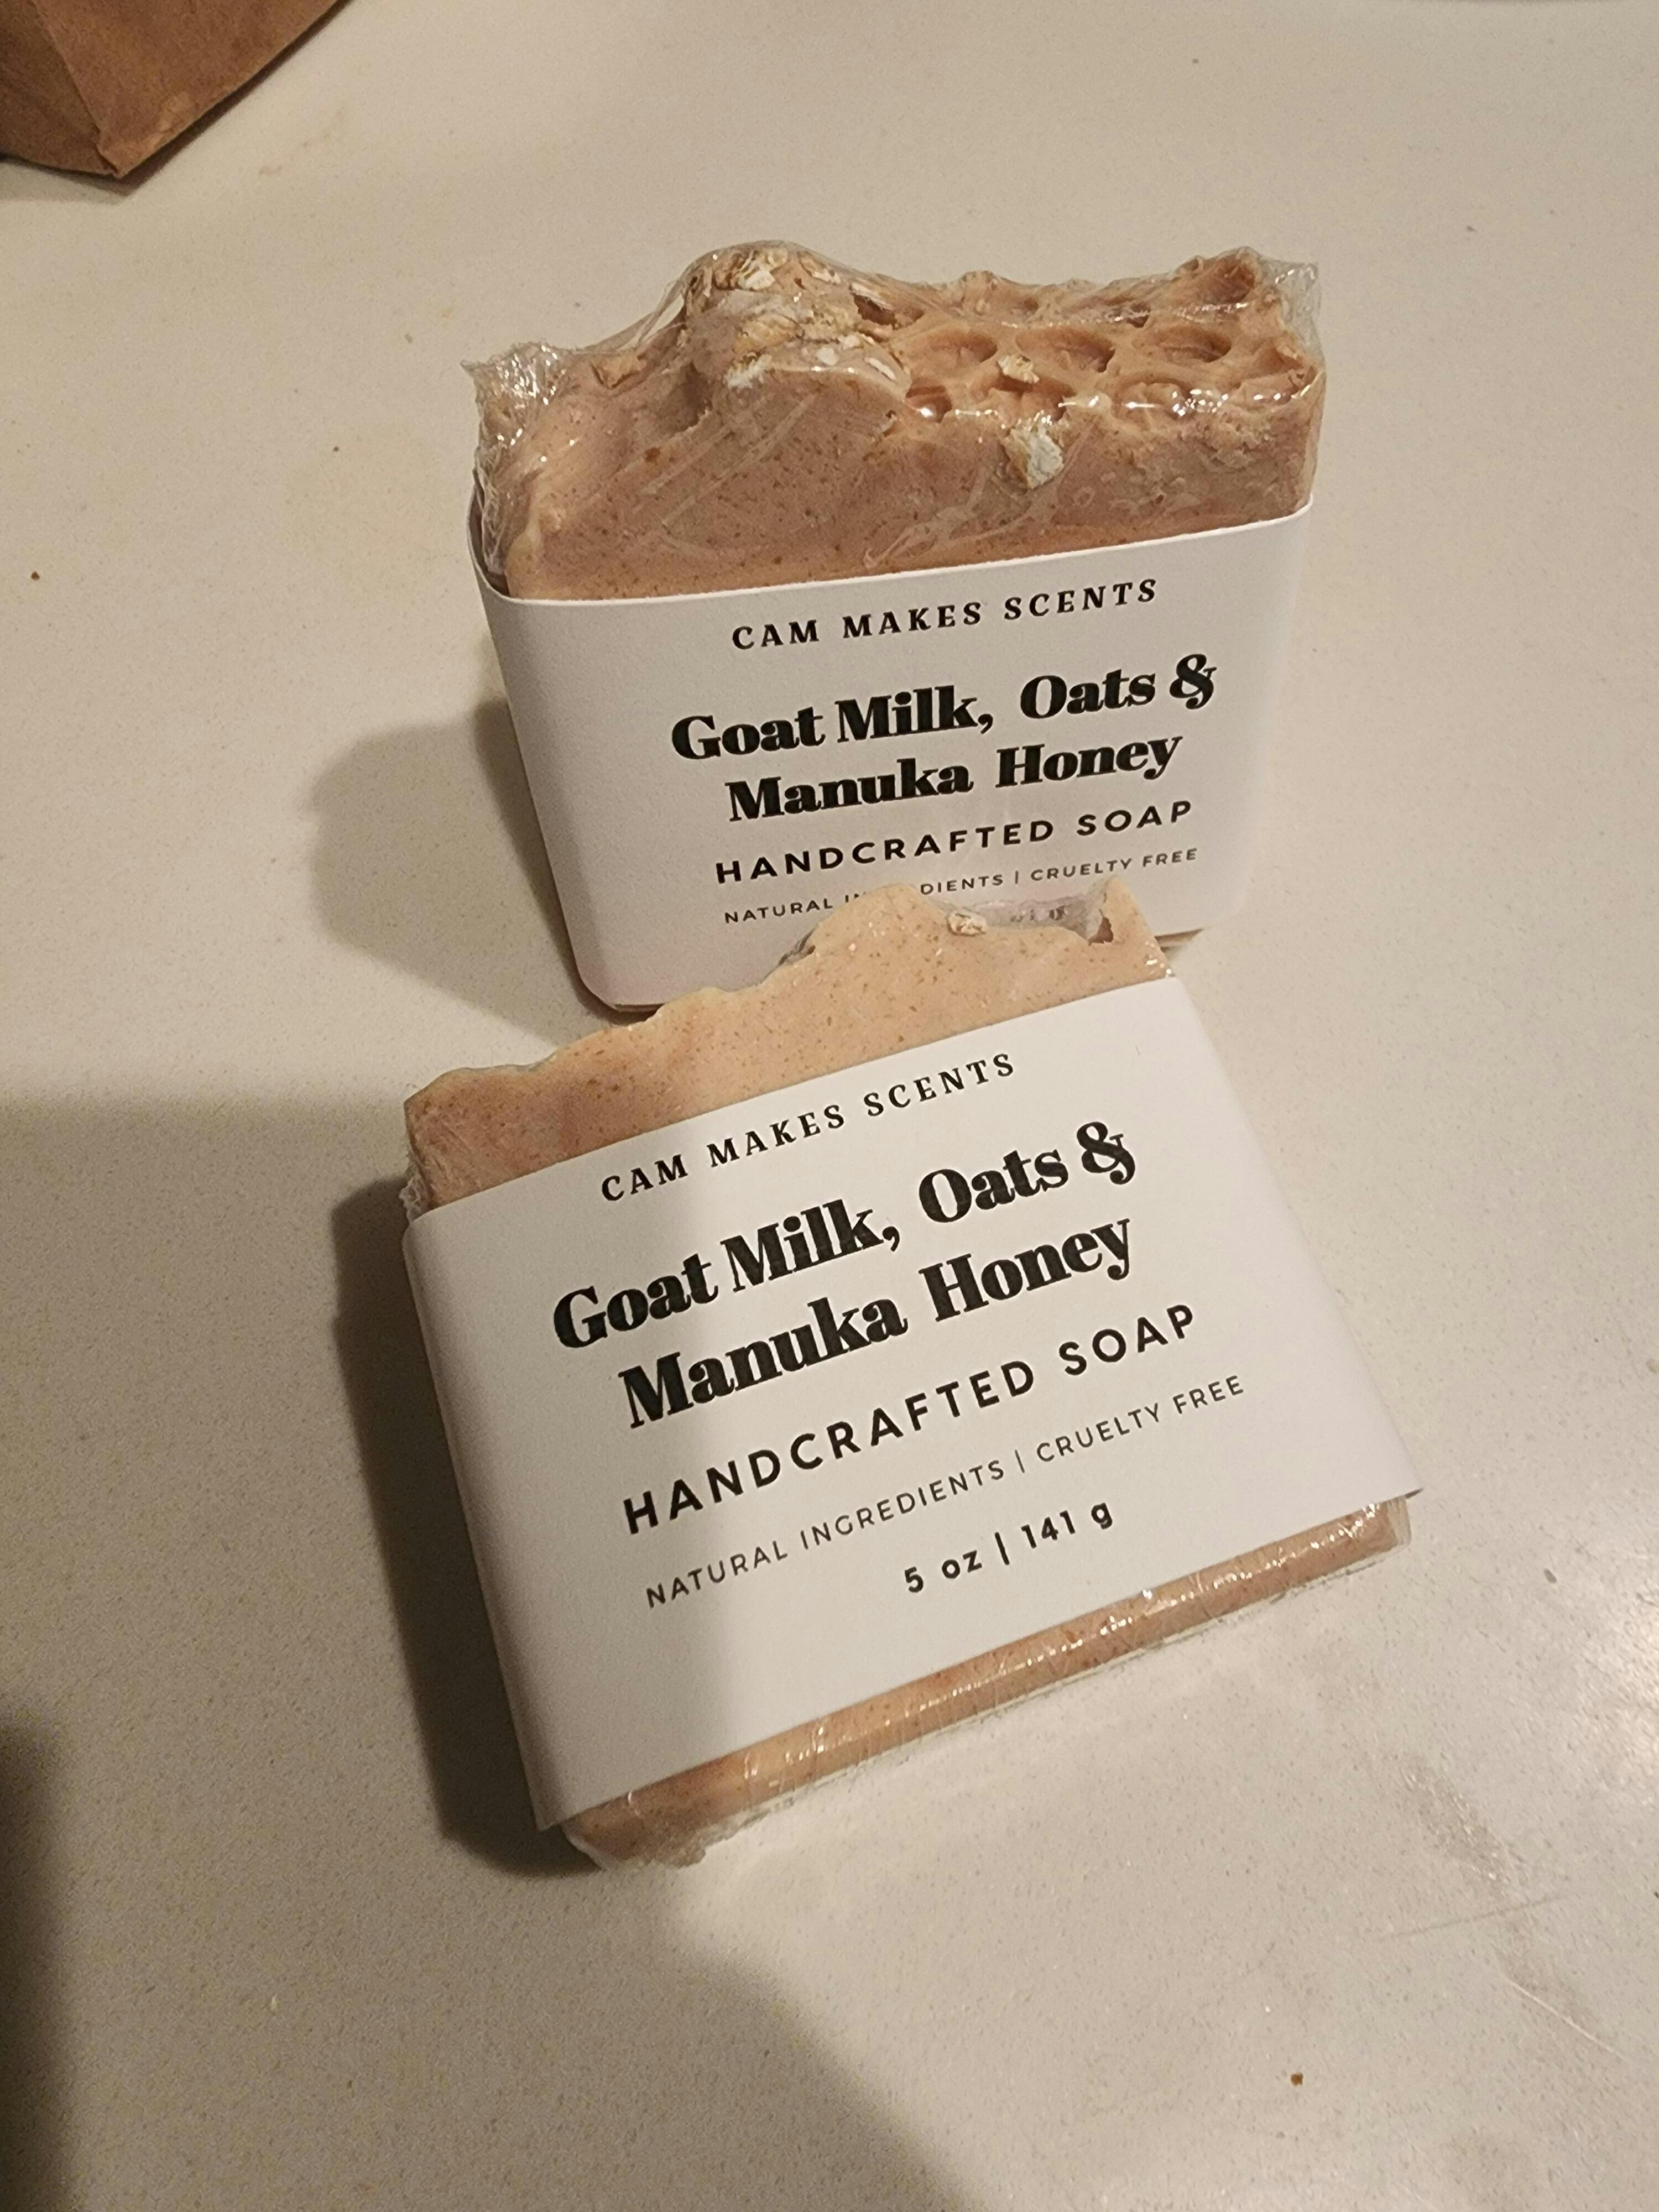 CAM MAKES SCENTS
Goat Milk, Oats &
Manuka Honey
HANDCRAFTED SOAP
NATURAL DIENTS | CRUELTY FREE
CAM MAKES SCENTS
Goat Milk, Oats &
Manuka Honey
HANDCRAFTED SOAP
NATURAL INGREDIENTS | CRUELTY FREE
5 oz | 141 g